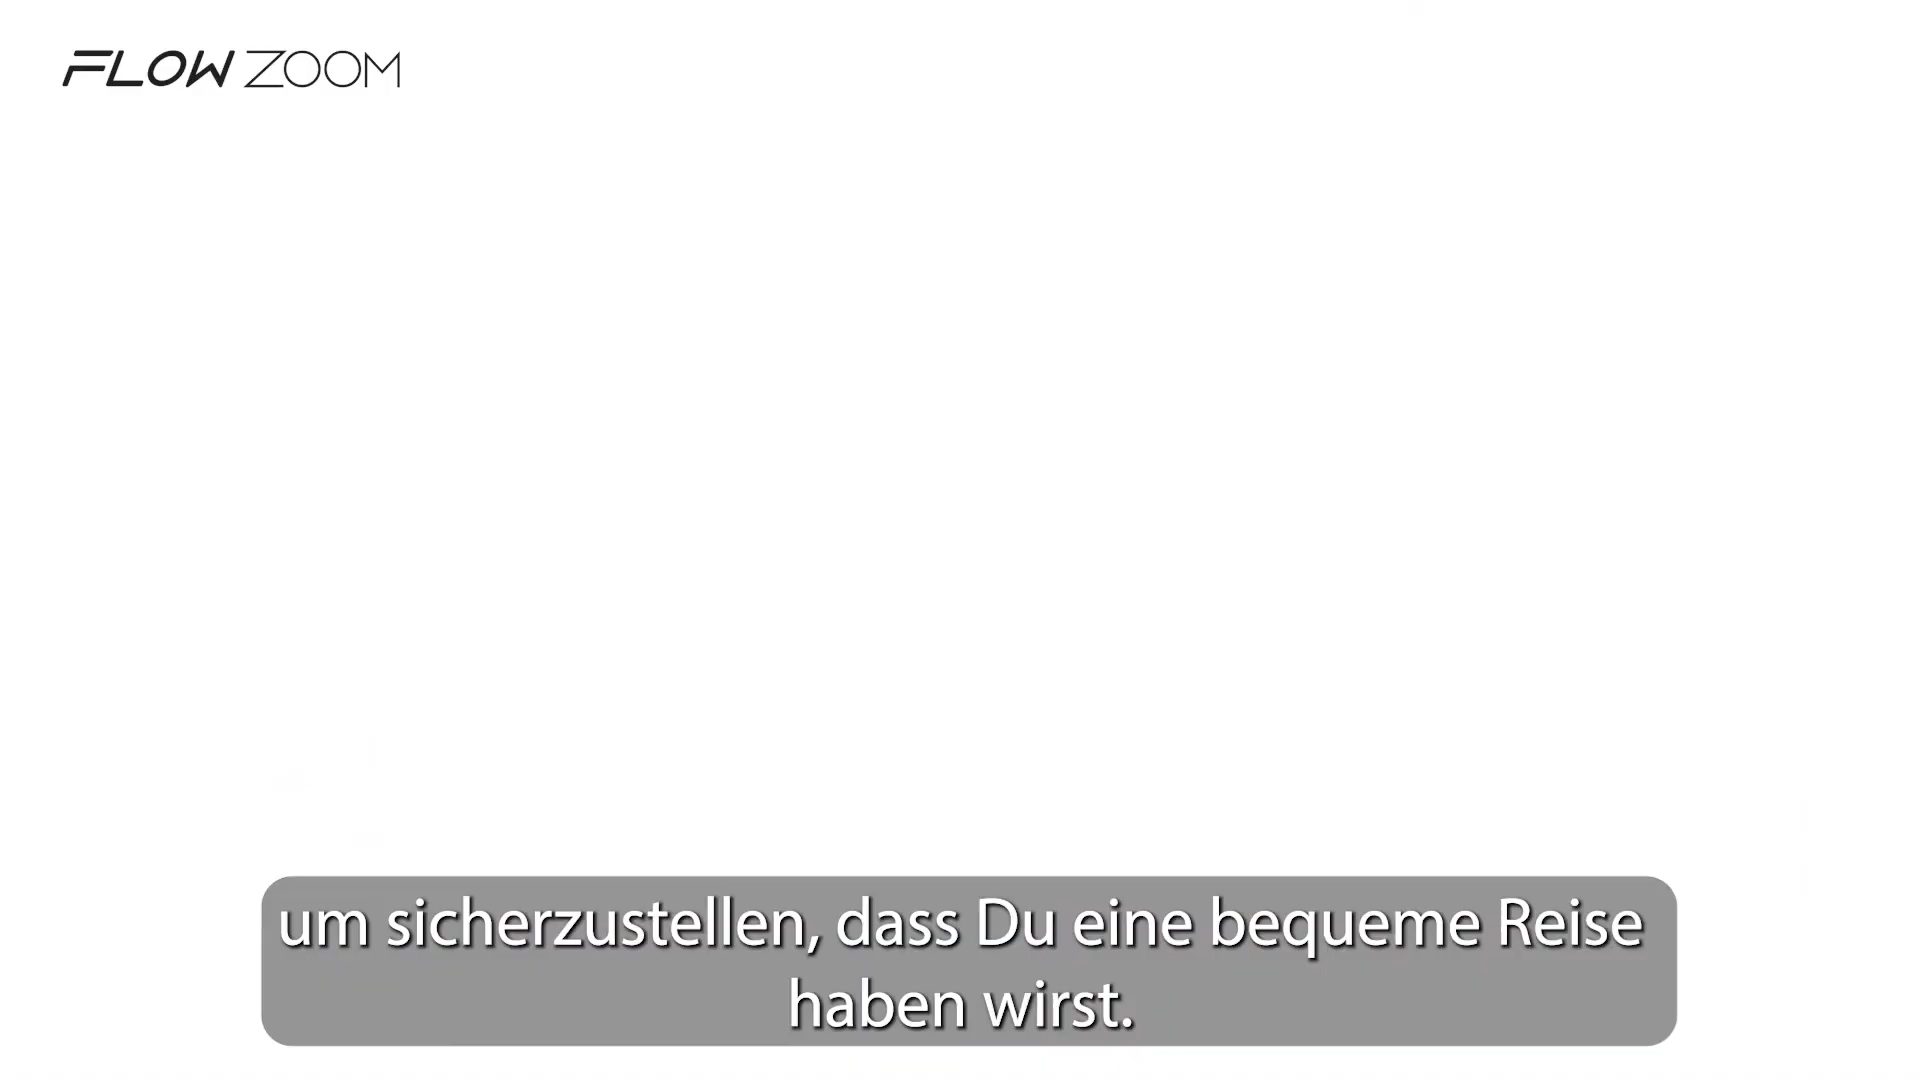 FLOW ZOOM
um sicherzustellen, dass Du eine bequeme Reise
haben wirst.